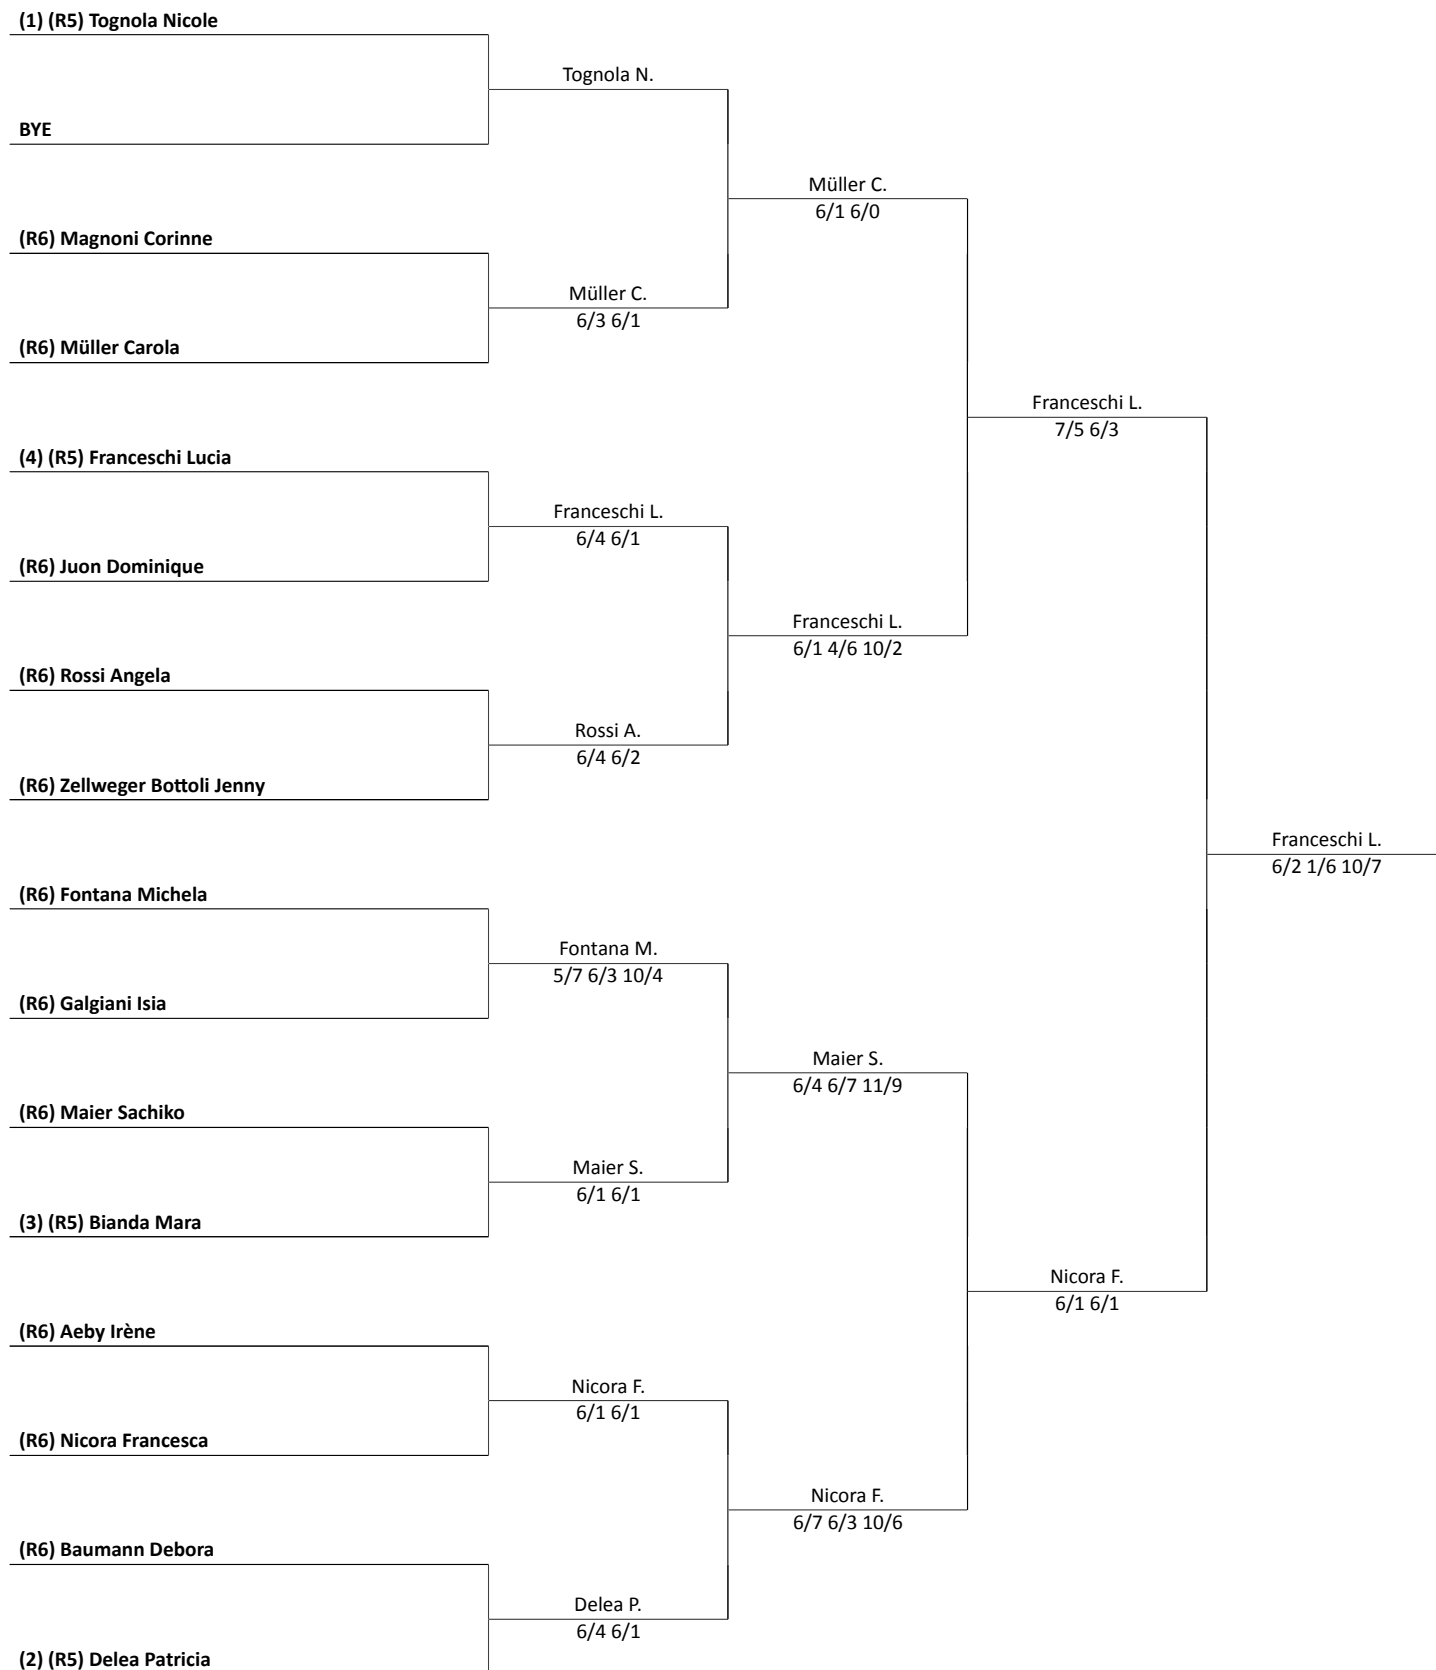 (1) (R5) Tognola Nicole
Tognola N.
BYE
Müller C.
6/1 6/0
(R6) Magnoni Corinne
Müller C.
6/3 6/1
(R6) Müller Carola
Franceschi L.
7/5 6/3
(4) (R5) Franceschi Lucia
Franceschi L.
6/4 6/1
(R6) Juon Dominique
Franceschi L.
6/1 4/6 10/2
(R6) Rossi Angela
Rossi A.
6/4 6/2
(R6) Zellweger Bottoli Jenny
Franceschi L.
6/2 1/6 10/7
(R6) Fontana Michela
Fontana M.
5/7 6/3 10/4
(R6) Galgiani Isia
Maier S.
6/4 6/7 11/9
(R6) Maier Sachiko
Maier S.
6/1 6/1
(3) (R5) Bianda Mara
Nicora F.
6/1 6/1
(R6) Aeby Irène
Nicora F.
6/1 6/1
(R6) Nicora Francesca
Nicora F.
6/7 6/3 10/6
(R6) Baumann Debora
Delea P.
6/4 6/1
(2) (R5) Delea Patricia